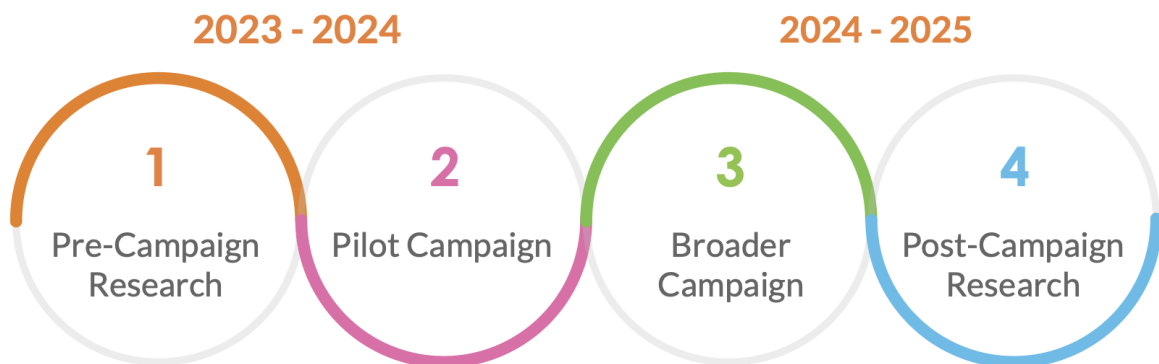 2023 - 2024
2024 - 2025
1
Pre-Campaign
Research
2
Pilot Campaign
3
Broader
Campaign
4
Post-Campaign
Research